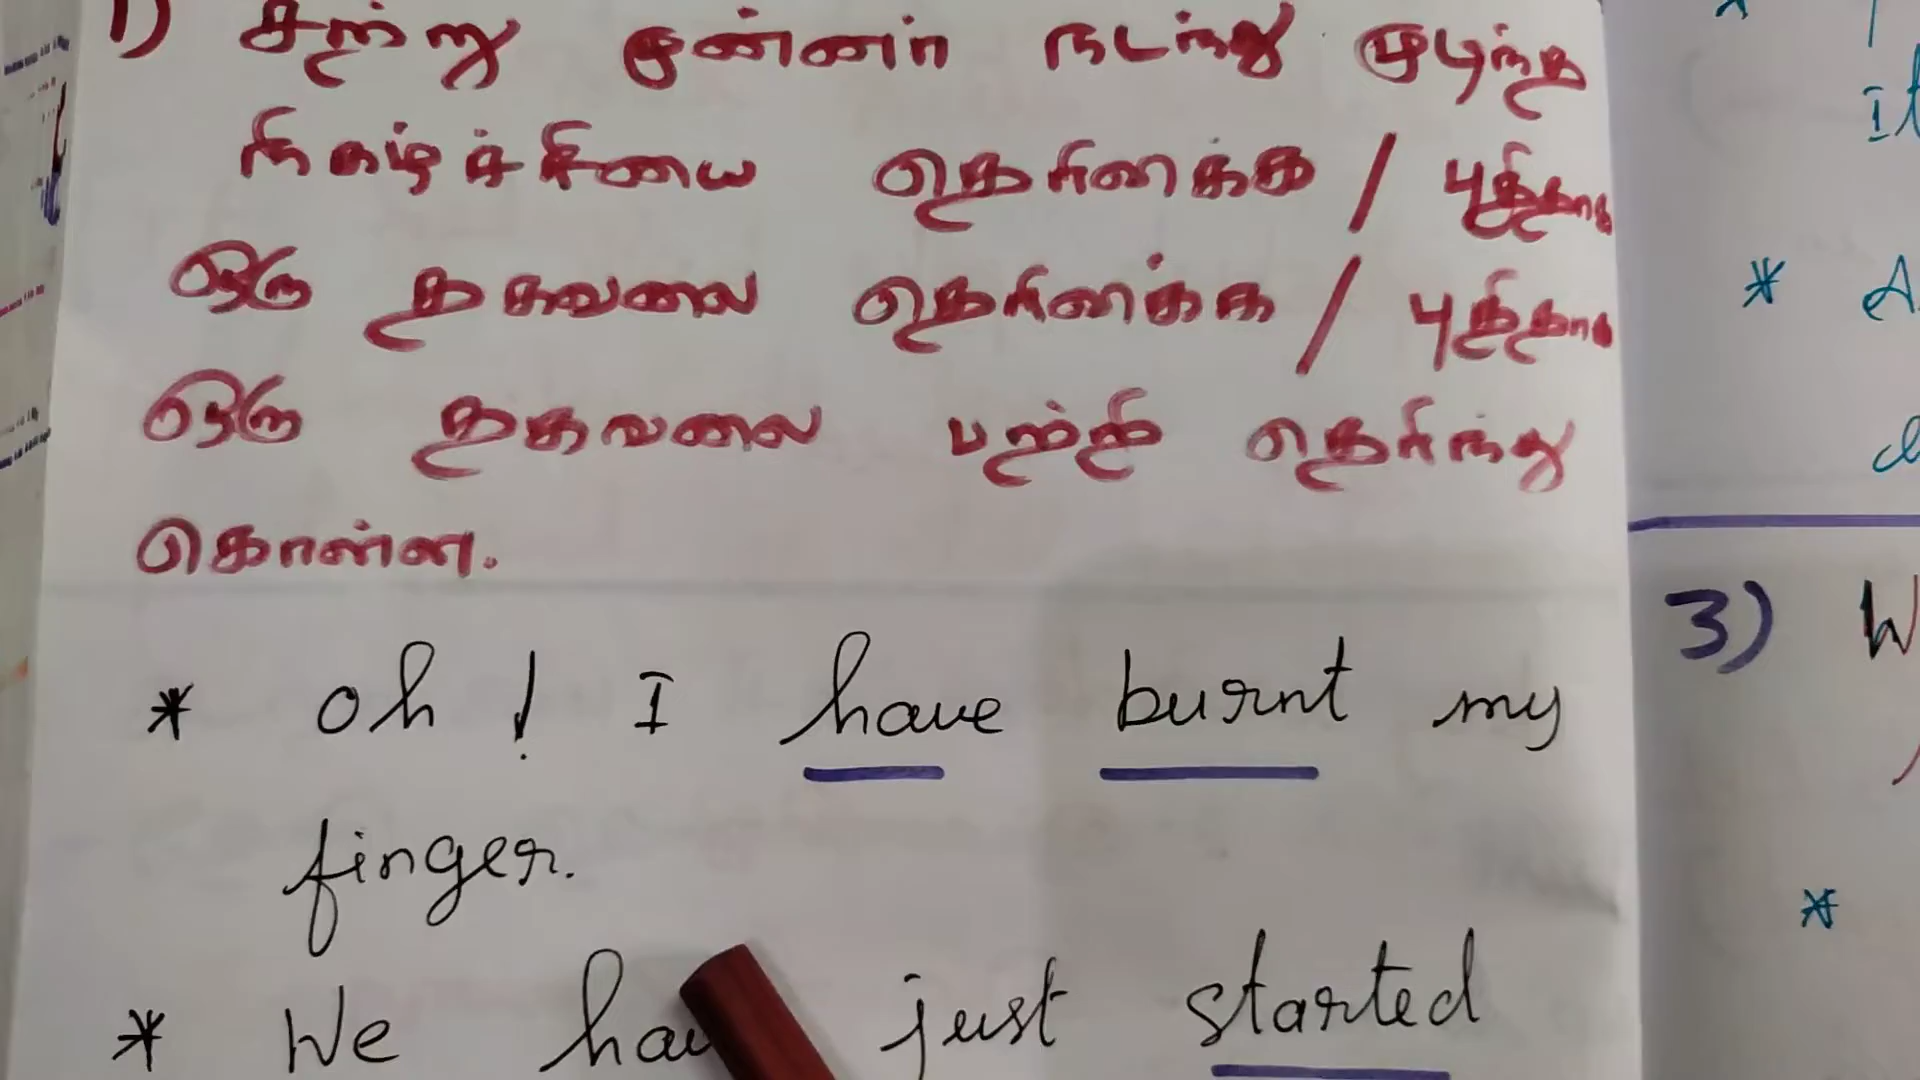 1) சற்று முன்னர் நடந்து முடிந்த
நிகழ்ச்சியை தெரிவிக்க / புதிதாக
ஒரு தகவலை தெரிவிக்க / புதிதாக
ஒரு தகவலை பற்றி தெரிந்து
கொள்ள.
* oh ! I have burnt my
finger.
* We just started
*
It
*
3)
*